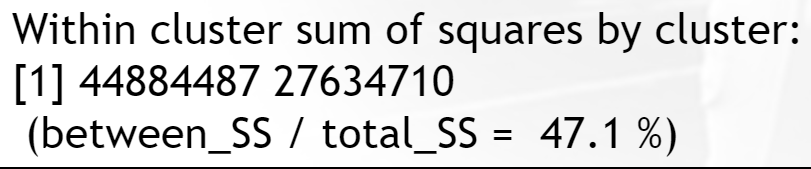 Within cluster sum of squares by cluster:
[1] 44884487 27634710
(between_SS / total_SS = 47.1 %)